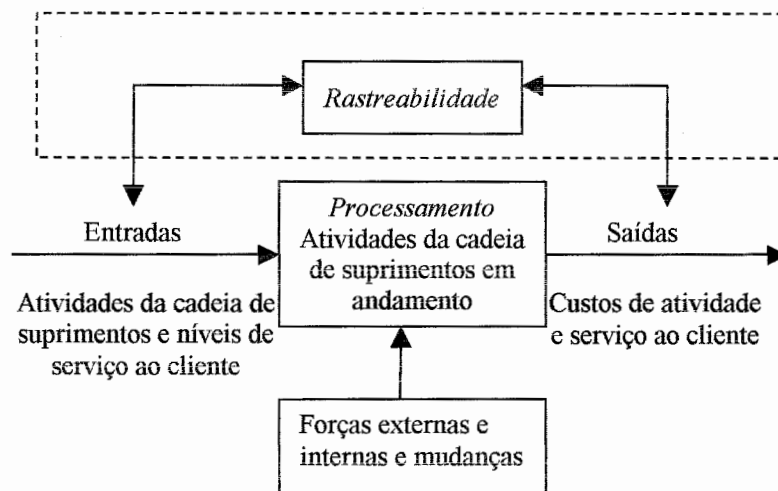 Rastreabilidade
Entradas
Processamento
Atividades da cadeia
de suprimentos em
andamento
Saídas
Atividades da cadeia de
suprimentos e níveis de
serviço ao cliente
Custos de atividade
e serviço ao cliente
Forças externas e
internas e mudanças